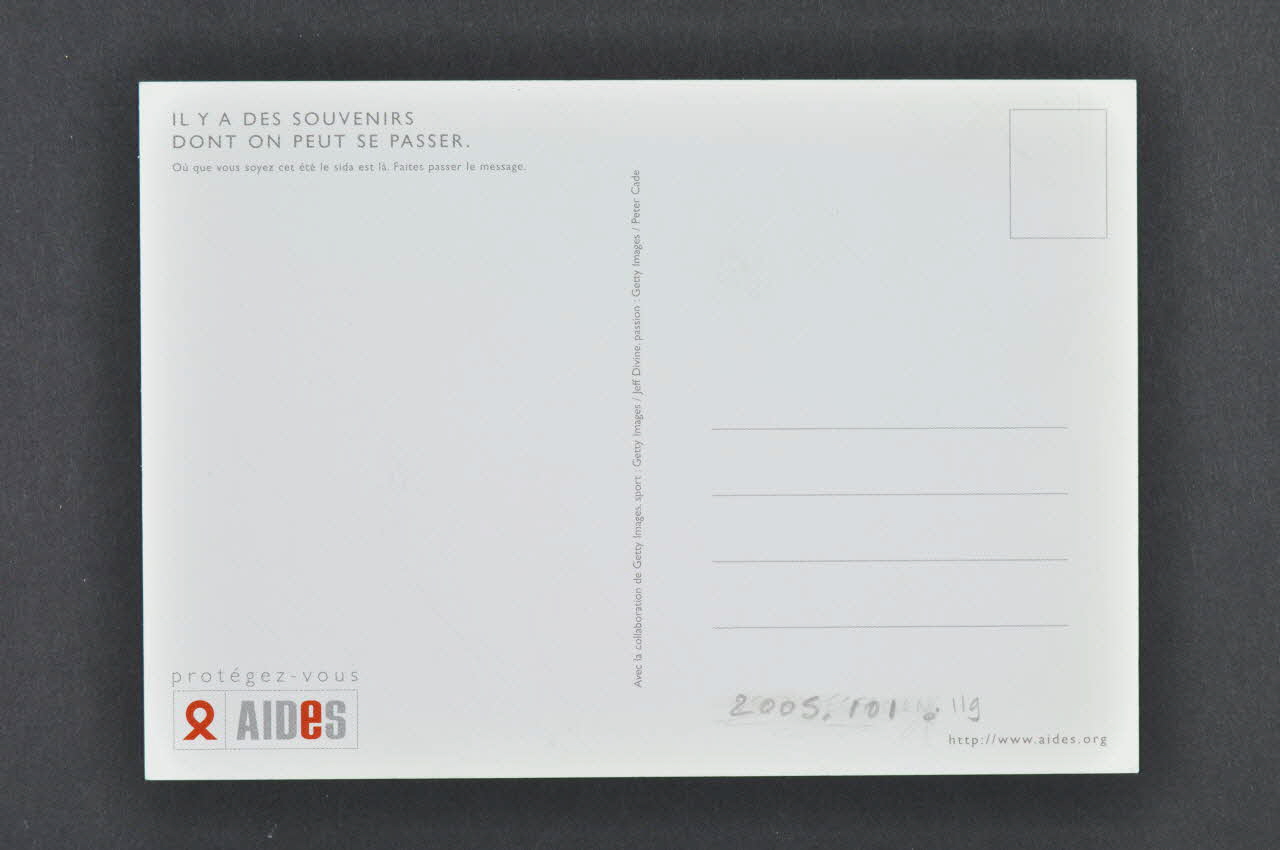 IL Y A DES SOUVENIRS
DONT ON PEUT SE PASSER.
Où que vous soyez cet été le sida est là. Faites passer le message.
Avec la collaboration de Getty Images, sport : Getty Images / Jeff Divine, passion : Getty Images / Peter Cade
protégez-vous
AIDeS
2005. 101 . 119
http://www.aides.org